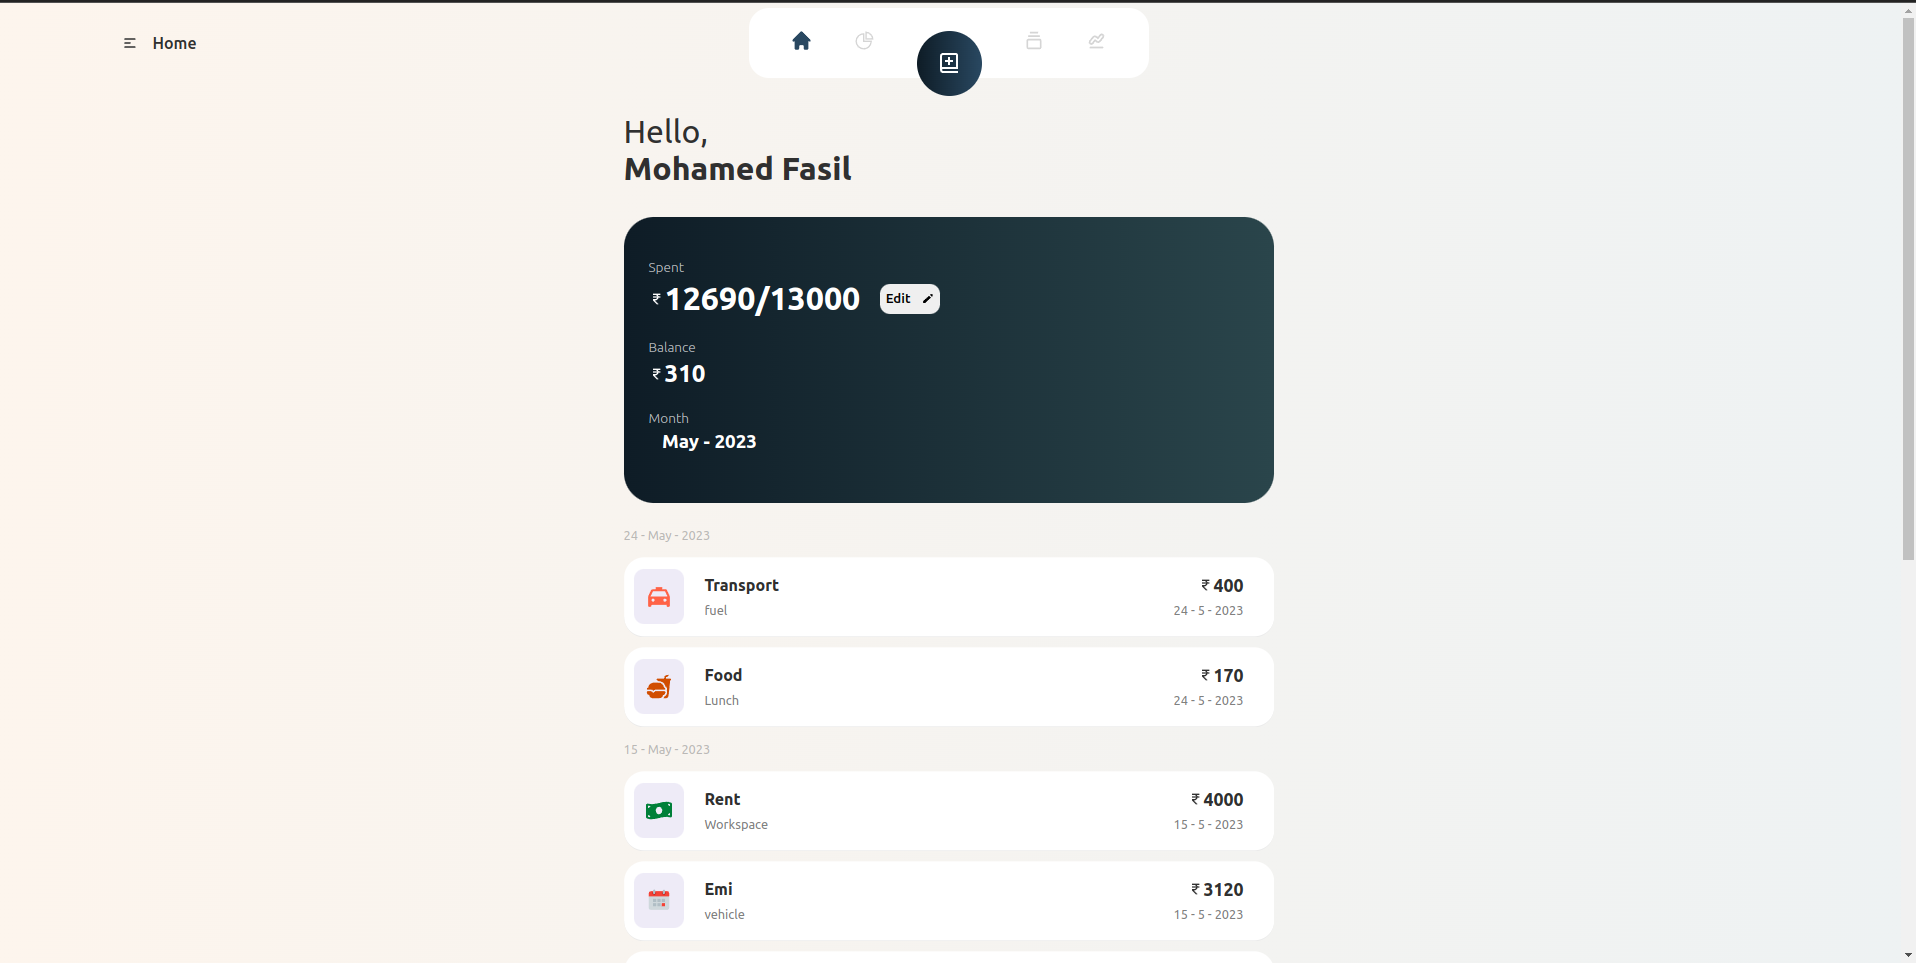 Home
Hello,
Mohamed Fasil
Spent
₹ 12690/13000 Edit
Balance
₹ 310
Month
May - 2023
24 - May - 2023
Transport ₹ 400
fuel 24 - 5 - 2023
Food ₹ 170
Lunch 24 - 5 - 2023
15 - May - 2023
Rent ₹ 4000
Workspace 15 - 5 - 2023
Emi ₹ 3120
vehicle 15 - 5 - 2023